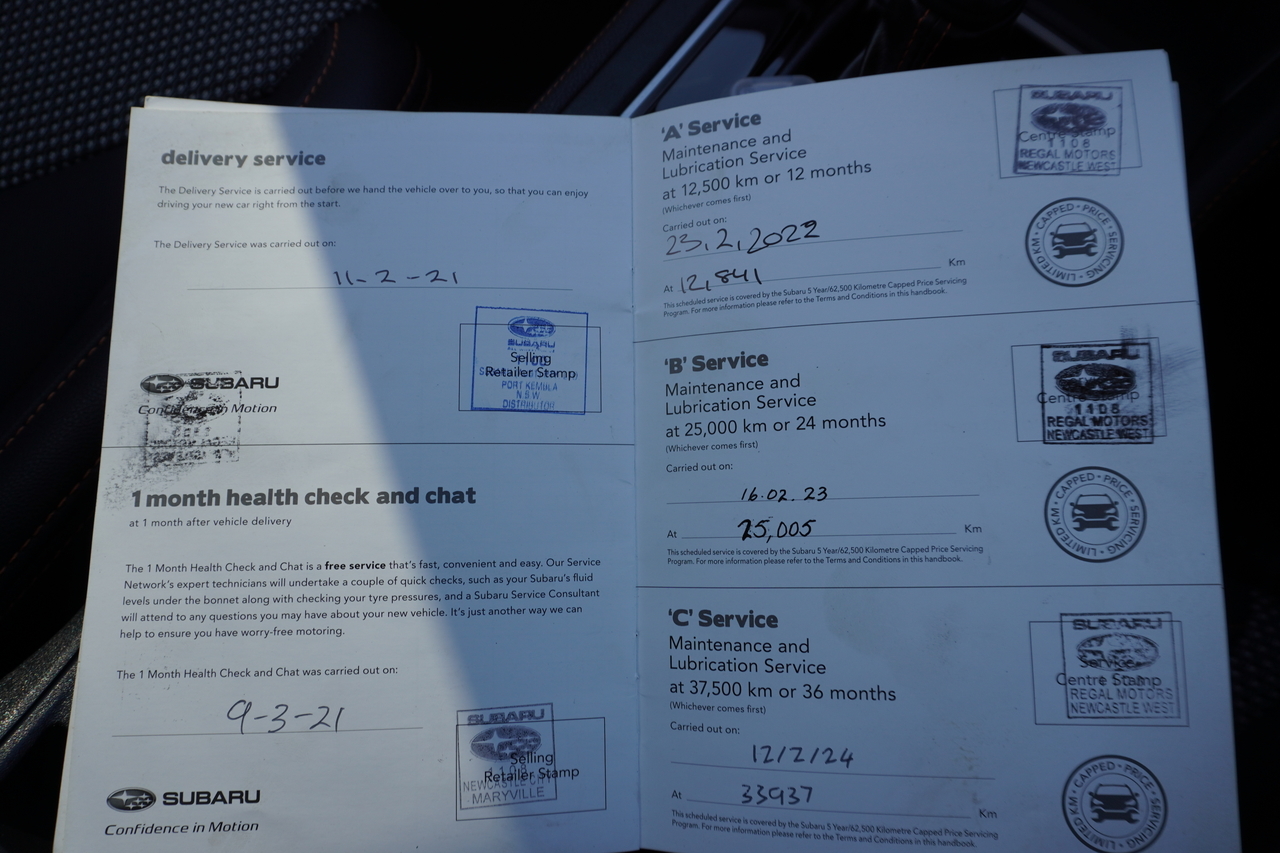 delivery service
The Delivery Service is carried out before we hand the vehicle over to you, so that you can enjoy
driving your new car right from the start.
The Delivery Service was carried out on:
11-2-21
SUBARU
Selling
Retailer Stamp
PORT KEMBLA
N.S.W
DISTRIBUTOR
SUBARU
Confidence in Motion
1 month health check and chat
at 1 month after vehicle delivery
The 1 Month Health Check and Chat is a free service that's fast, convenient and easy. Our Service
Network's expert technicians will undertake a couple of quick checks, such as your Subaru's fluid
levels under the bonnet along with checking your tyre pressures, and a Subaru Service Consultant
will attend to any questions you may have about your new vehicle. It's just another way we can
help to ensure you have worry-free motoring.
The 1 Month Health Check and Chat was carried out on:
9-3-21
SUBARU
Selling
Retailer Stamp
NEWCASTLE CITY
MARYVILLE
SUBARU
Confidence in Motion
'A' Service
Maintenance and
Lubrication Service
at 12,500 km or 12 months
(Whichever comes first)
Carried out on:
23.2.2022
At 12,841 Km
This scheduled service is covered by the Subaru 5 Year/62,500 Kilometre Capped Price Servicing
Program. For more information please refer to the Terms and Conditions in this handbook.
SUBARU
Centre Stamp
1108
REGAL MOTORS
NEWCASTLE WEST
CAPPED·PRICE·SERVICING·LIMITED KM·
'B' Service
Maintenance and
Lubrication Service
at 25,000 km or 24 months
(Whichever comes first)
Carried out on:
16.02.23
At 25,005 Km
This scheduled service is covered by the Subaru 5 Year/62,500 Kilometre Capped Price Servicing
Program. For more information please refer to the Terms and Conditions in this handbook.
SUBARU
Centre Stamp
1108
REGAL MOTORS
NEWCASTLE WEST
CAPPED·PRICE·SERVICING·LIMITED KM·
'C' Service
Maintenance and
Lubrication Service
at 37,500 km or 36 months
(Whichever comes first)
Carried out on:
12/2/24
At 33937 Km
This scheduled service is covered by the Subaru 5 Year/62,500 Kilometre Capped Price Servicing
Program. For more information please refer to the Terms and Conditions in this handbook.
SUBARU
Service
Centre Stamp
REGAL MOTORS
NEWCASTLE WEST
CAPPED·PRICE·SERVICING·LIMITED KM·